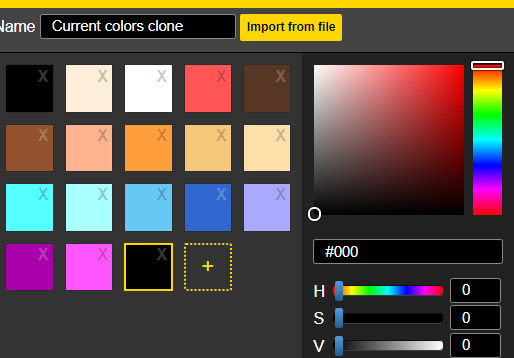 Name Current colors clone Import from file
X X X X X
X X X X X
X X X X X
X X X +
#000
H 0
S 0
V 0